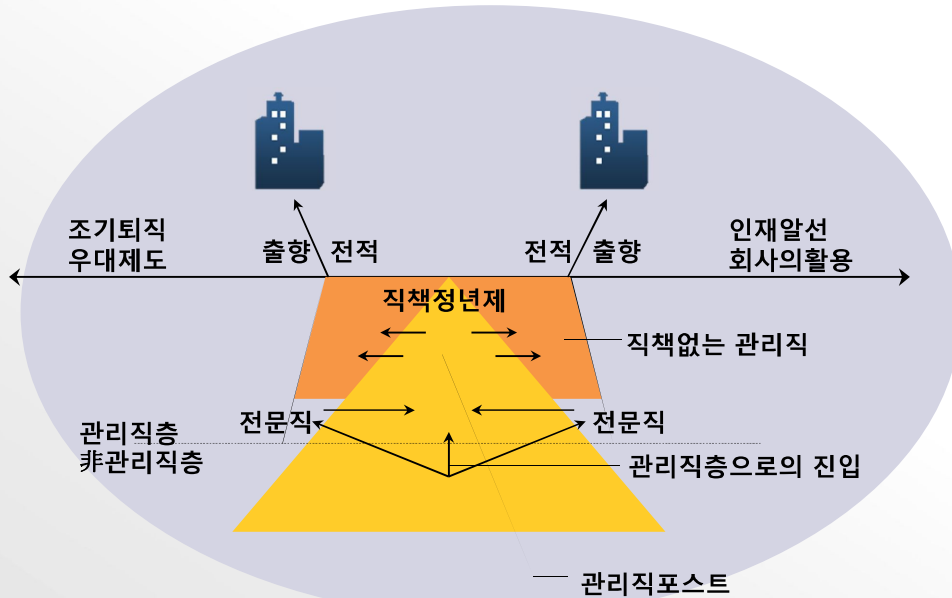 조기퇴직
우대제도
출향 전적
전적 출향
인재알선
회사의활용
직책정년제
직책없는 관리직
전문직
전문직
관리직층
非관리직층
관리직층으로의 진입
관리직포스트